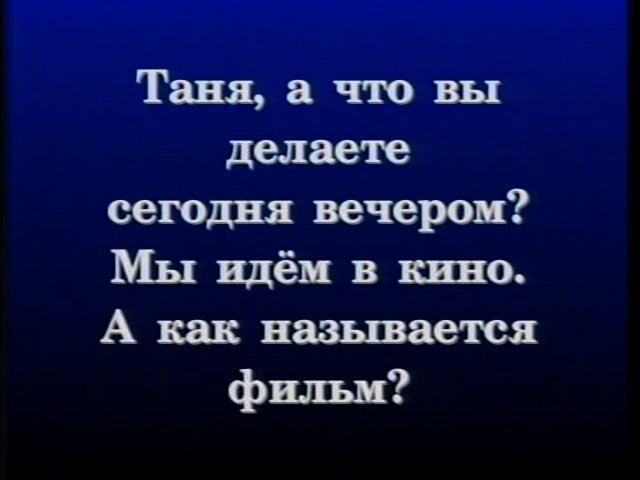 Таня, а что вы
делаете
сегодня вечером?
Мы идём в кино.
А как называется
фильм?